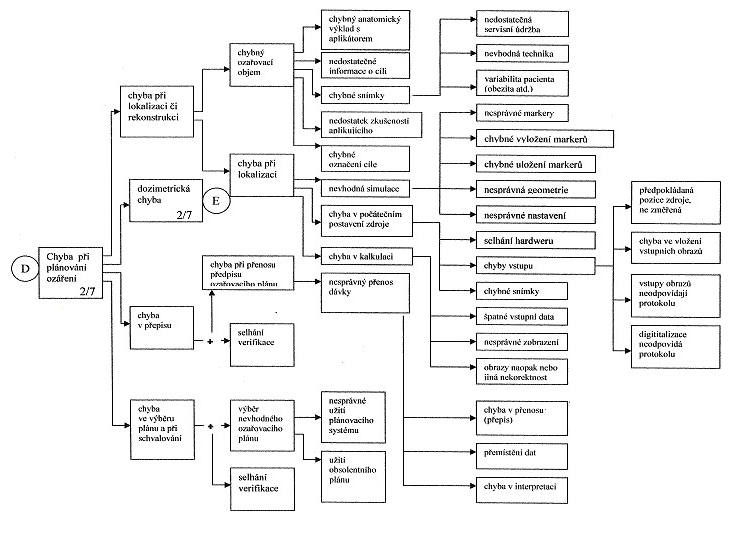 chybný anatomický
výklad s
aplikátorem
nedostatečné
informace o cíli
chybné snímky
nedostatek zkušeností
aplikujícího
chybné
označení cíle
nevhodná simulace
chyba v počátečním
postavení zdroje
chyba v kalkulaci
nesprávný přenos
dávky
nesprávné
užití
plánovacího
systému
užití
obsolentního
plánu
nedostatečná
servisní údržba
nevhodná technika
variabilita pacienta
(obezita atd.)
nesprávné markery
chybné vyložení markerů
chybné uložení markerů
nesprávná geometrie
nesprávné nastavení
selhání hardweru
chyby vstupu
chybné snímky
špatné vstupní data
nesprávné zobrazení
obrazy naopak nebo
jiná nekorektnost
chyba v přenosu
(přepis)
přemístění dat
chyba v interpretaci
předpokládaná
pozice zdroje,
ne změřená
chyba ve vložení
vstupních obrazů
vstupy obrazů
neodpovídají
protokolu
digititalizace
neodpovídá
protokolu
chybný
ozařovací
objem
chyba při
lokalizaci
chyba při
lokalizaci či
rekonstrukci
dozimetrická
chyba
2/7
E
D
Chyba při
plánování
ozáření
2/7
chyba při přenosu
předpisu
ozařovacího plánu
chyba
v přepisu
+
selhání
verifikace
chyba
ve výběru
plánu a při
schvalování
+
výběr
nevhodného
ozařovacího
plánu
selhání
verifikace